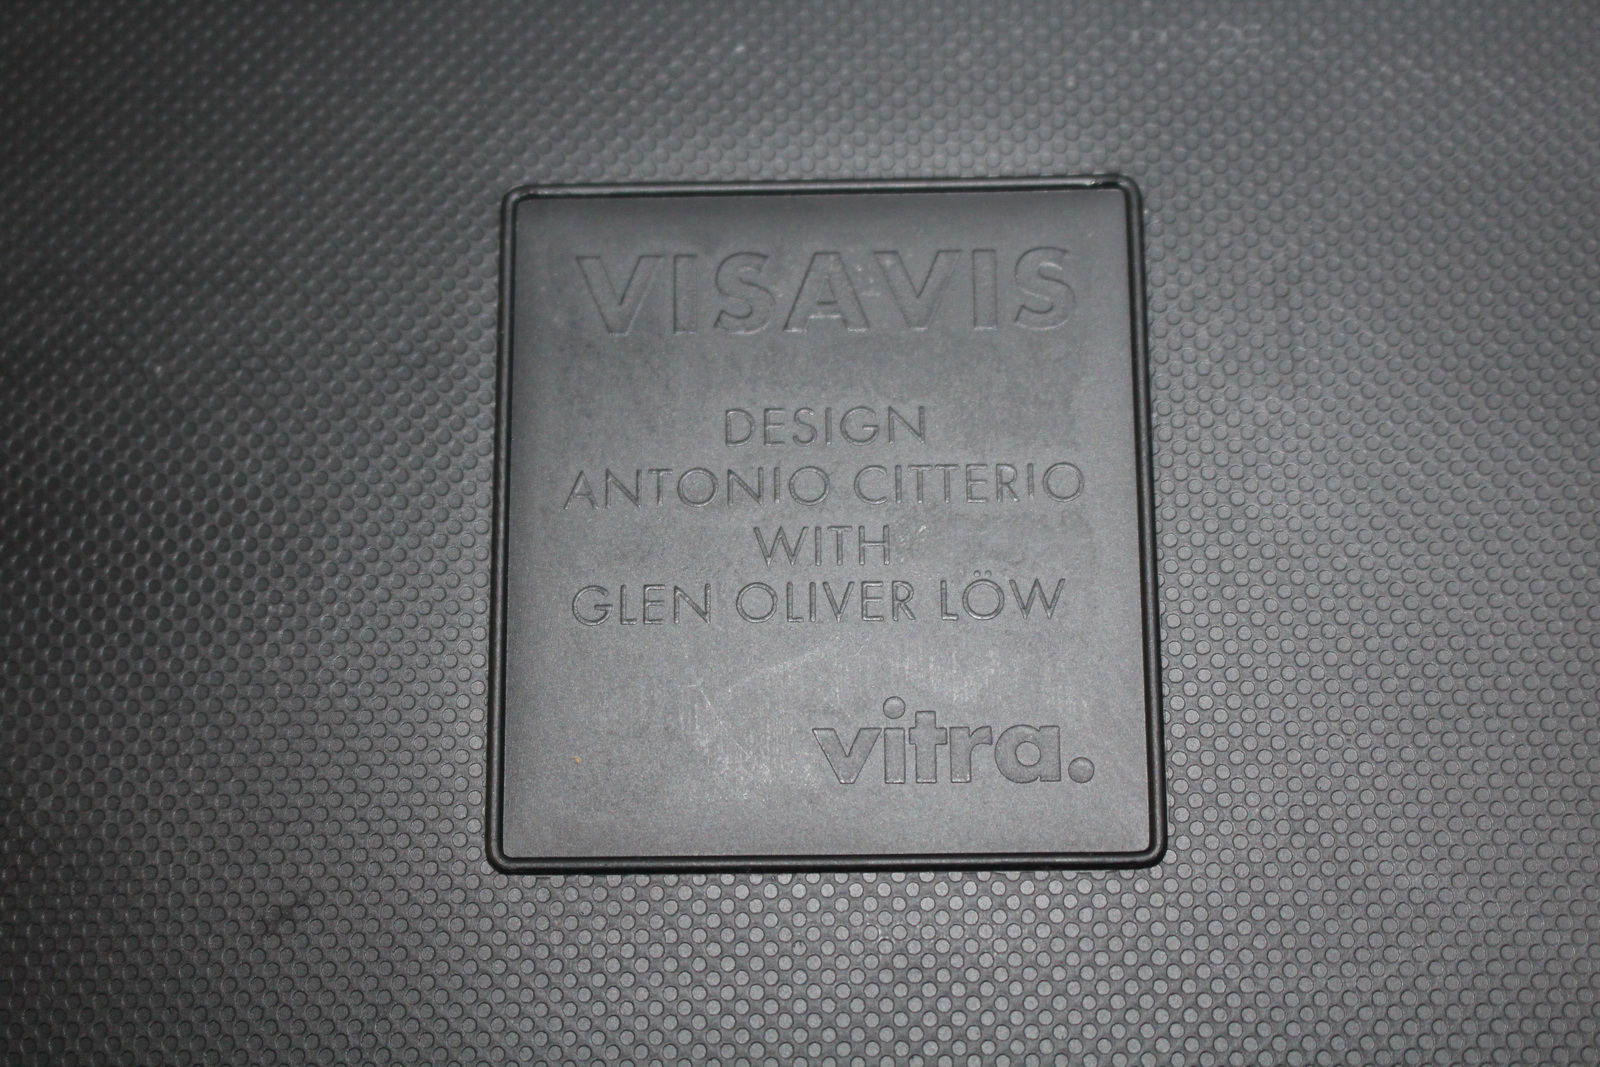 VISAVIS
DESIGN
ANTONIO CITTERIO
WITH
GLEN OLIVER LÖW
vitra.